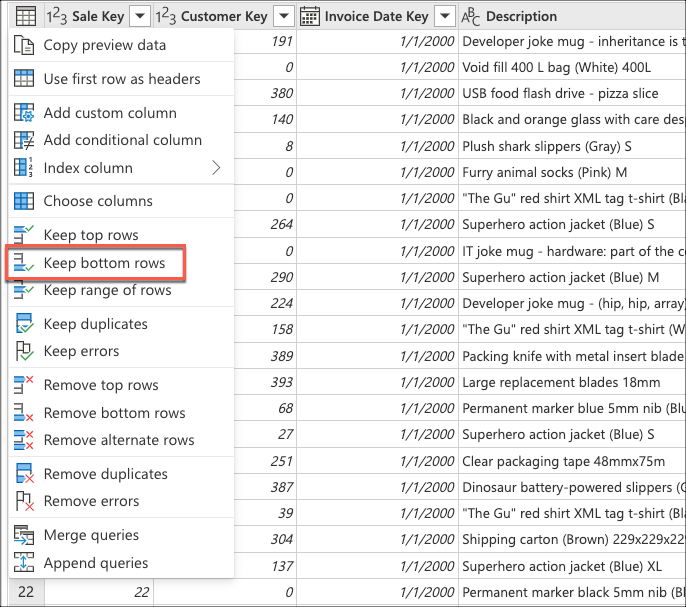 1²3 Sale Key 1²3 Customer Key Invoice Date Key ABC Description
Copy preview data
Use first row as headers
Add custom column
Add conditional column
Index column
Choose columns
Keep top rows
Keep bottom rows
Keep range of rows
Keep duplicates
Keep errors
Remove top rows
Remove bottom rows
Remove alternate rows
Remove duplicates
Remove errors
Merge queries
Append queries
191 1/1/2000 Developer joke mug - inheritance is t
0 1/1/2000 Void fill 400 L bag (White) 400L
380 1/1/2000 USB food flash drive - pizza slice
140 1/1/2000 Black and orange glass with care desp
8 1/1/2000 Plush shark slippers (Gray) S
0 1/1/2000 Furry animal socks (Pink) M
0 1/1/2000 "The Gu" red shirt XML tag t-shirt (Bla
264 1/1/2000 Superhero action jacket (Blue) S
0 1/1/2000 IT joke mug - hardware: part of the co
290 1/1/2000 Superhero action jacket (Blue) M
224 1/1/2000 Developer joke mug - (hip, hip, array)
158 1/1/2000 "The Gu" red shirt XML tag t-shirt (W
389 1/1/2000 Packing knife with metal insert blade
393 1/1/2000 Large replacement blades 18mm
68 1/1/2000 Permanent marker blue 5mm nib (Blu
27 1/1/2000 Superhero action jacket (Blue) S
251 1/1/2000 Clear packaging tape 48mmx75m
387 1/1/2000 Dinosaur battery-powered slippers (G
39 1/1/2000 "The Gu" red shirt XML tag t-shirt (Bla
304 1/1/2000 Shipping carton (Brown) 229x229x229
137 1/1/2000 Superhero action jacket (Blue) XL
22 22 0 1/1/2000 Permanent marker black 5mm nib (Bl